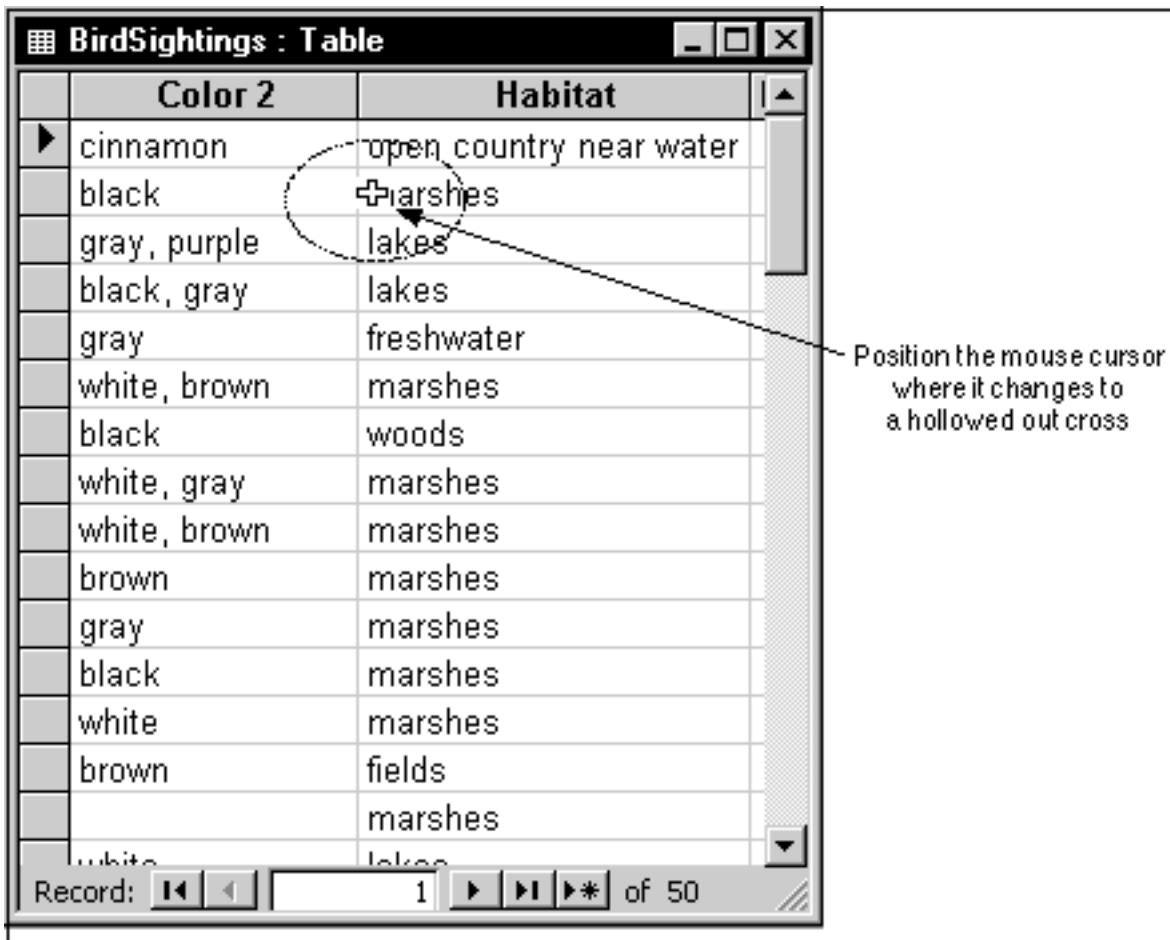 BirdSightings : Table
Color 2 Habitat
cinnamon open country near water
black marshes
gray, purple lakes
black, gray lakes
gray freshwater
white, brown marshes
black woods
white, gray marshes
white, brown marshes
brown marshes
gray marshes
black marshes
white marshes
brown fields
marshes
white lakes
Record: 1 of 50
Position the mouse cursor
where it changes to
a hollowed out cross